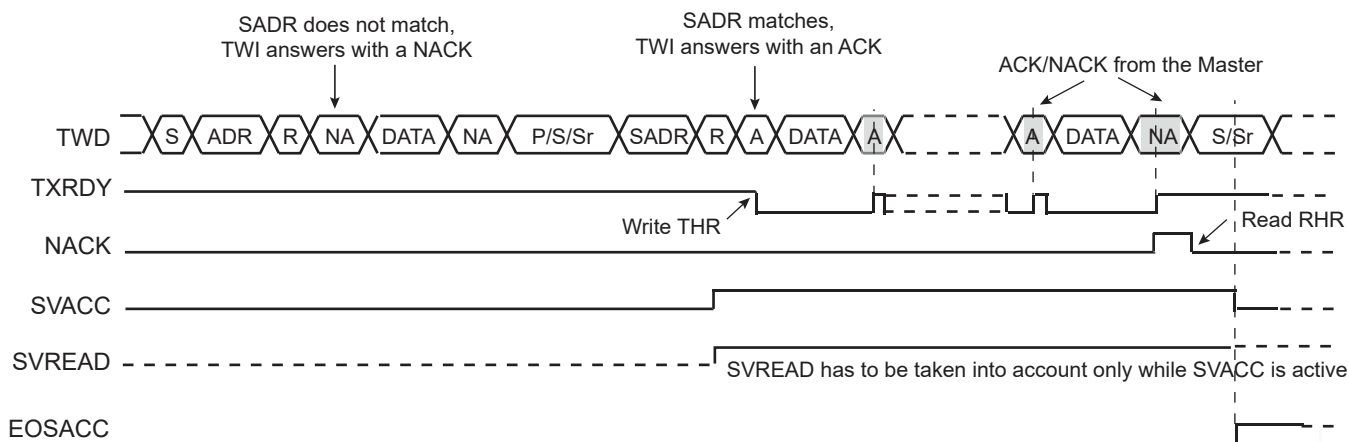 SADR does not match,
TWI answers with a NACK
SADR matches,
TWI answers with an ACK
ACK/NACK from the Master
TWD S ADR R NA DATA NA P/S/Sr SADR R A DATA A A DATA NA S/Sr
TXRDY
Write THR
Read RHR
NACK
SVACC
SVREAD
SVREAD has to be taken into account only while SVACC is active
EOSACC